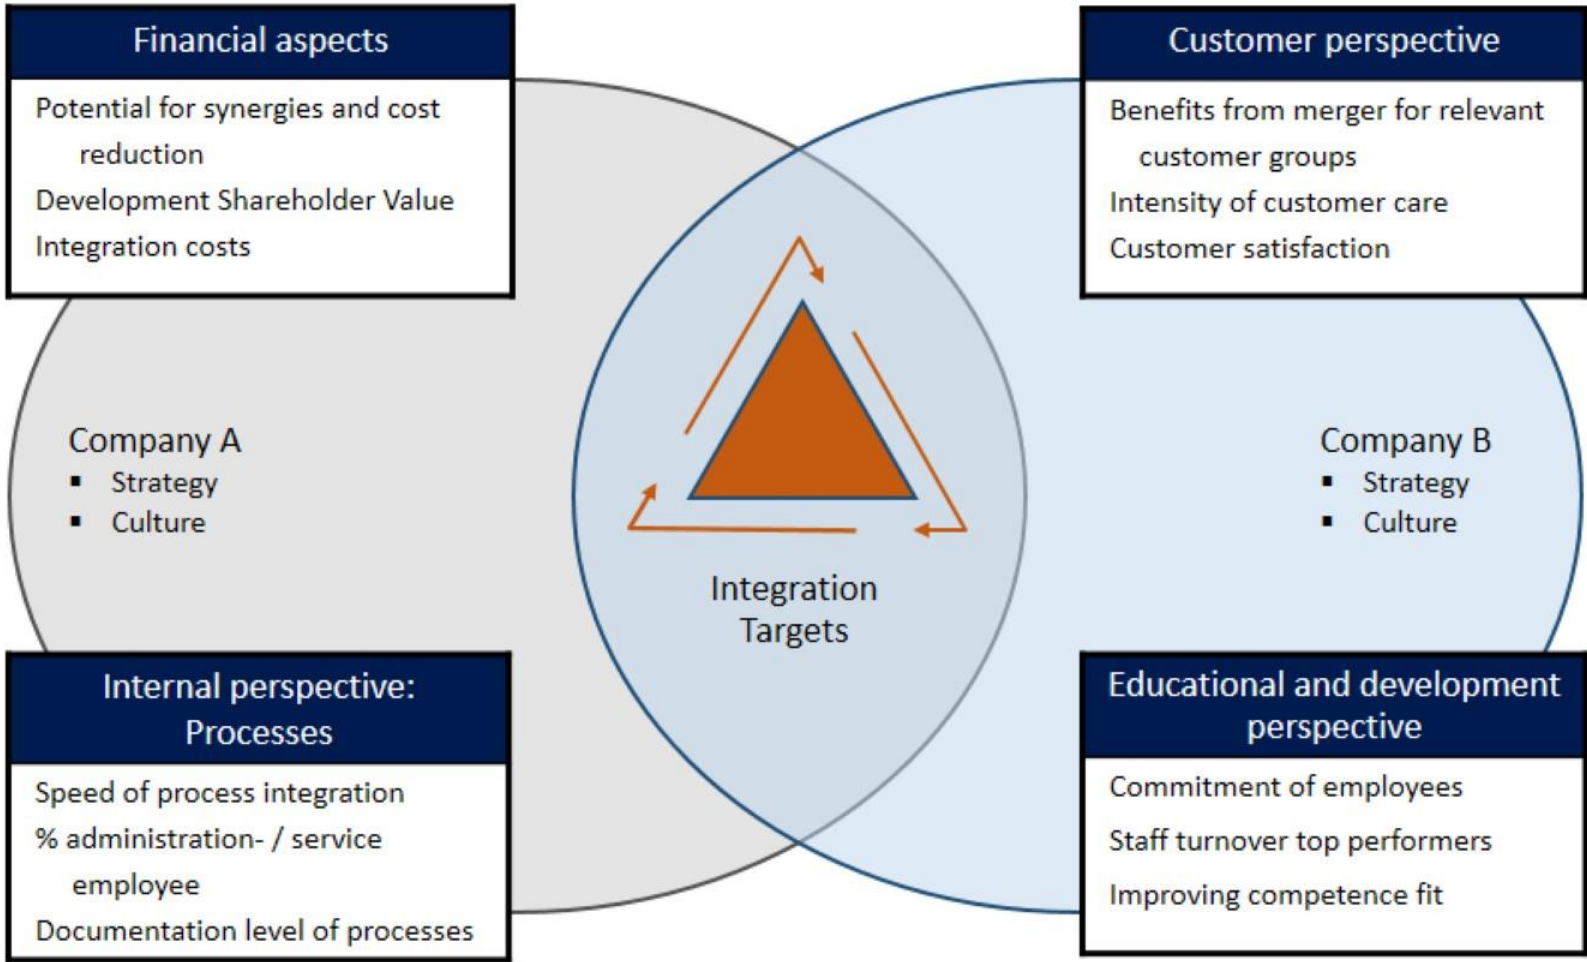 Financial aspects
Potential for synergies and cost
reduction
Development Shareholder Value
Integration costs
Customer perspective
Benefits from merger for relevant
customer groups
Intensity of customer care
Customer satisfaction
Company A
▪ Strategy
▪ Culture
Integration
Targets
Company B
▪ Strategy
▪ Culture
Internal perspective:
Processes
Speed of process integration
% administration- / service
employee
Documentation level of processes
Educational and development
perspective
Commitment of employees
Staff turnover top performers
Improving competence fit